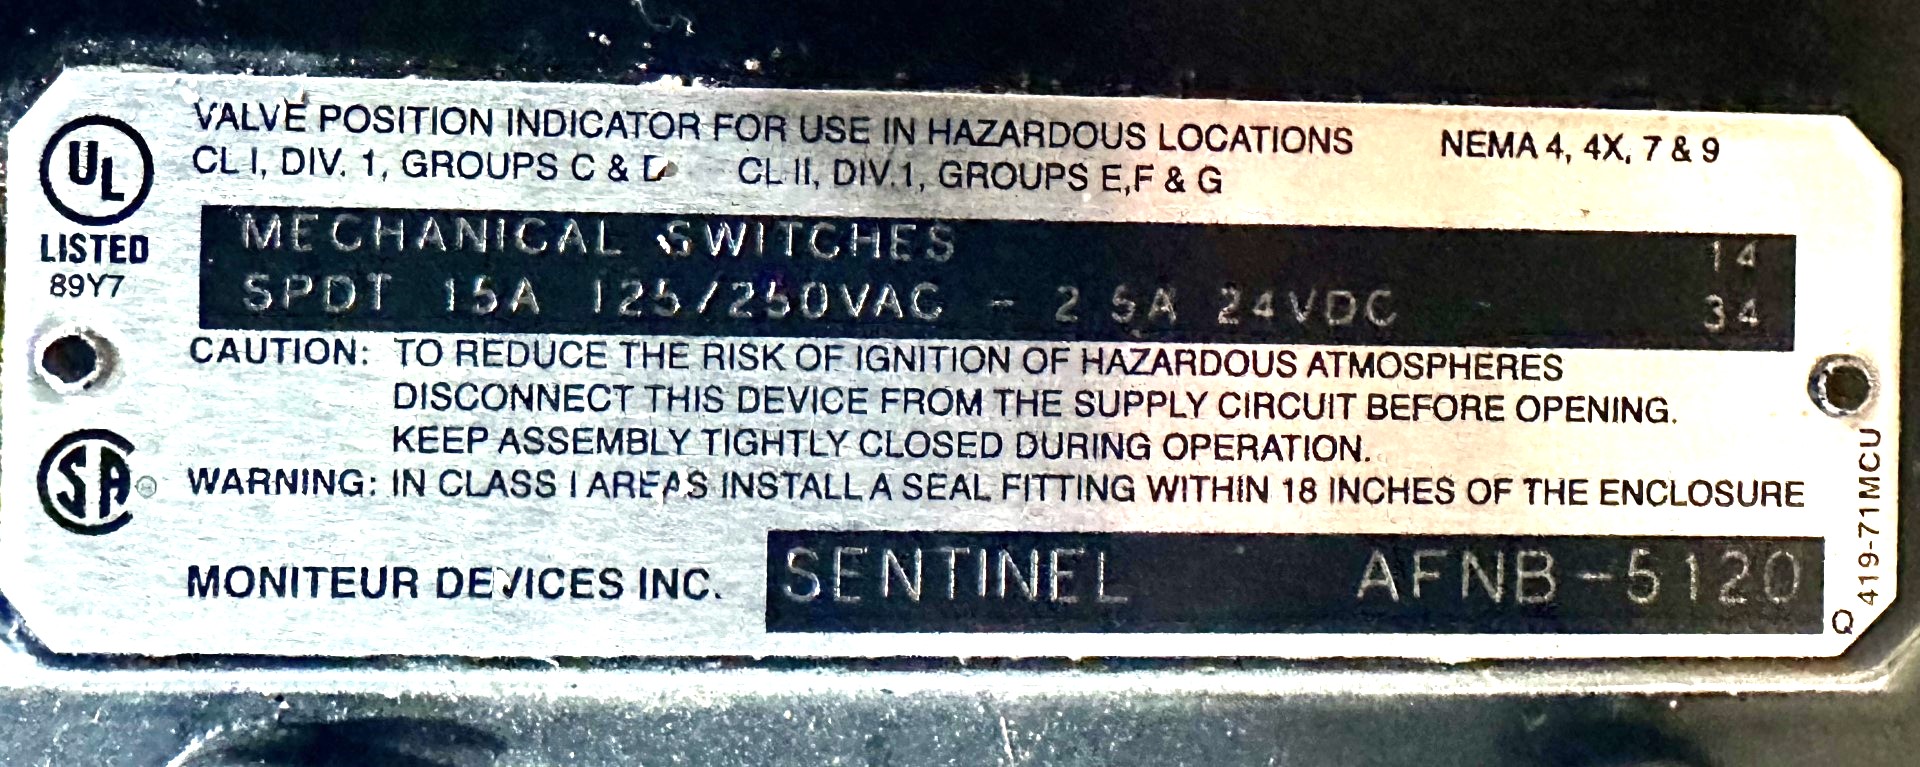 VALVE POSITION INDICATOR FOR USE IN HAZARDOUS LOCATIONS NEMA 4, 4X, 7 & 9
CL I, DIV. 1, GROUPS C & D CL II, DIV. 1, GROUPS E,F & G
UL
LISTED
89Y7
MECHANICAL SWITCHES 14
SPDT 15A 125/250VAC - 2.5A 24VDC 34
CAUTION: TO REDUCE THE RISK OF IGNITION OF HAZARDOUS ATMOSPHERES
DISCONNECT THIS DEVICE FROM THE SUPPLY CIRCUIT BEFORE OPENING.
KEEP ASSEMBLY TIGHTLY CLOSED DURING OPERATION.
SA ®
WARNING: IN CLASS I AREAS INSTALL A SEAL FITTING WITHIN 18 INCHES OF THE ENCLOSURE
MONITEUR DEVICES INC. SENTINEL AFNB-5120
Q
419-71MCU